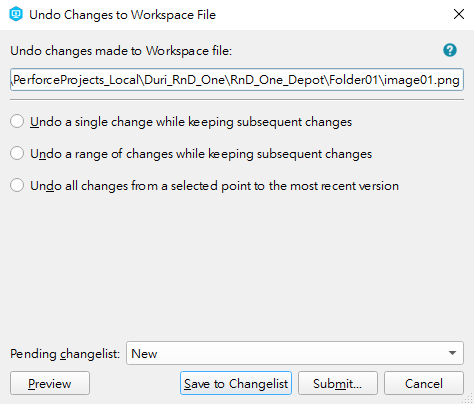 Undo Changes to Workspace File
Undo changes made to Workspace file:
?
\PerforceProjects_Local\Duri_RnD_One\RnD_One_Depot\Folder01\image01.png
Undo a single change while keeping subsequent changes
Undo a range of changes while keeping subsequent changes
Undo all changes from a selected point to the most recent version
Pending changelist: New
Preview Save to Changelist Submit... Cancel